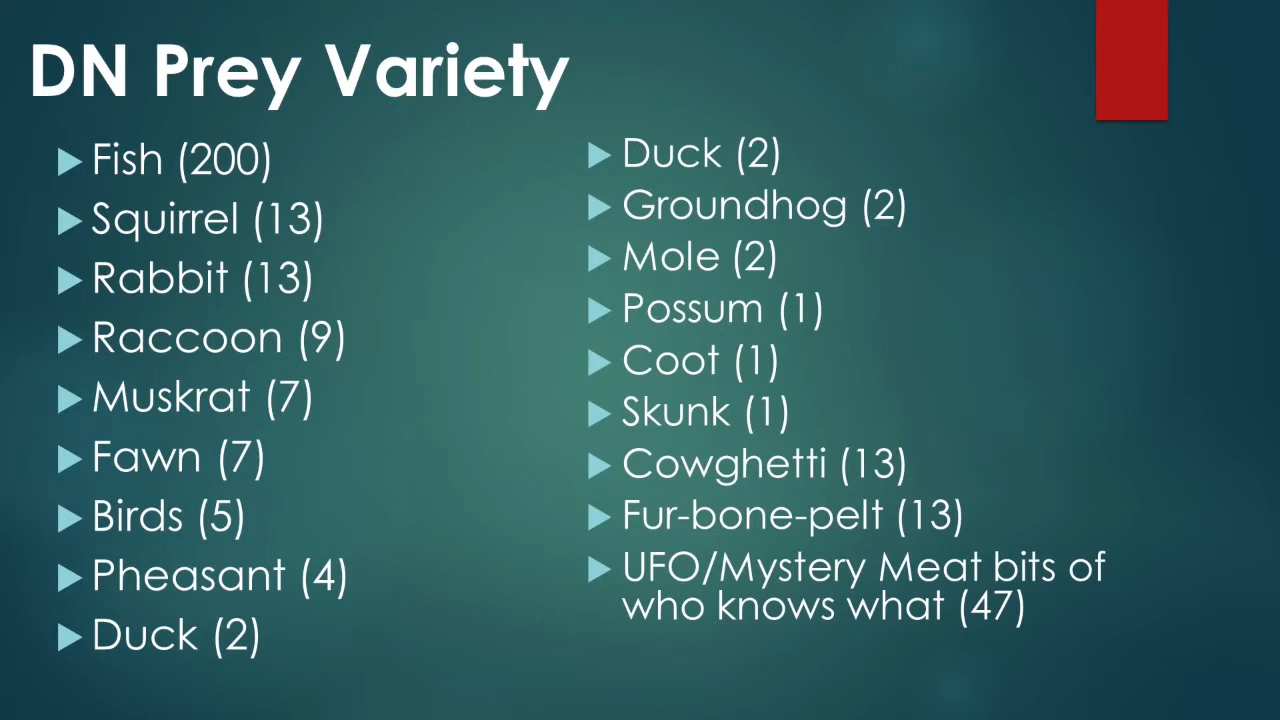 DN Prey Variety
Fish (200)
Squirrel (13)
Rabbit (13)
Raccoon (9)
Muskrat (7)
Fawn (7)
Birds (5)
Pheasant (4)
Duck (2)
Duck (2)
Groundhog (2)
Mole (2)
Possum (1)
Coot (1)
Skunk (1)
Cowghetti (13)
Fur-bone-pelt (13)
UFO/Mystery Meat bits of
who knows what (47)